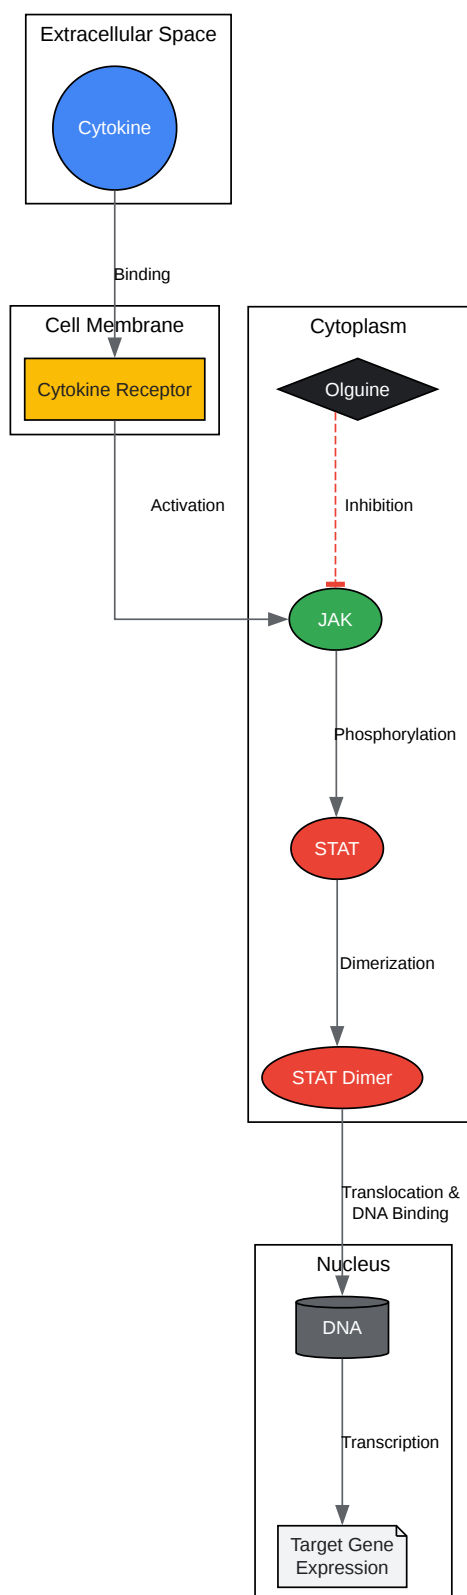 Extracellular Space
Cytokine
Binding
Cell Membrane
Cytokine Receptor
Cytoplasm
Olguine
Activation
Inhibition
JAK
Phosphorylation
STAT
Dimerization
STAT Dimer
Translocation &
DNA Binding
Nucleus
DNA
Transcription
Target Gene
Expression